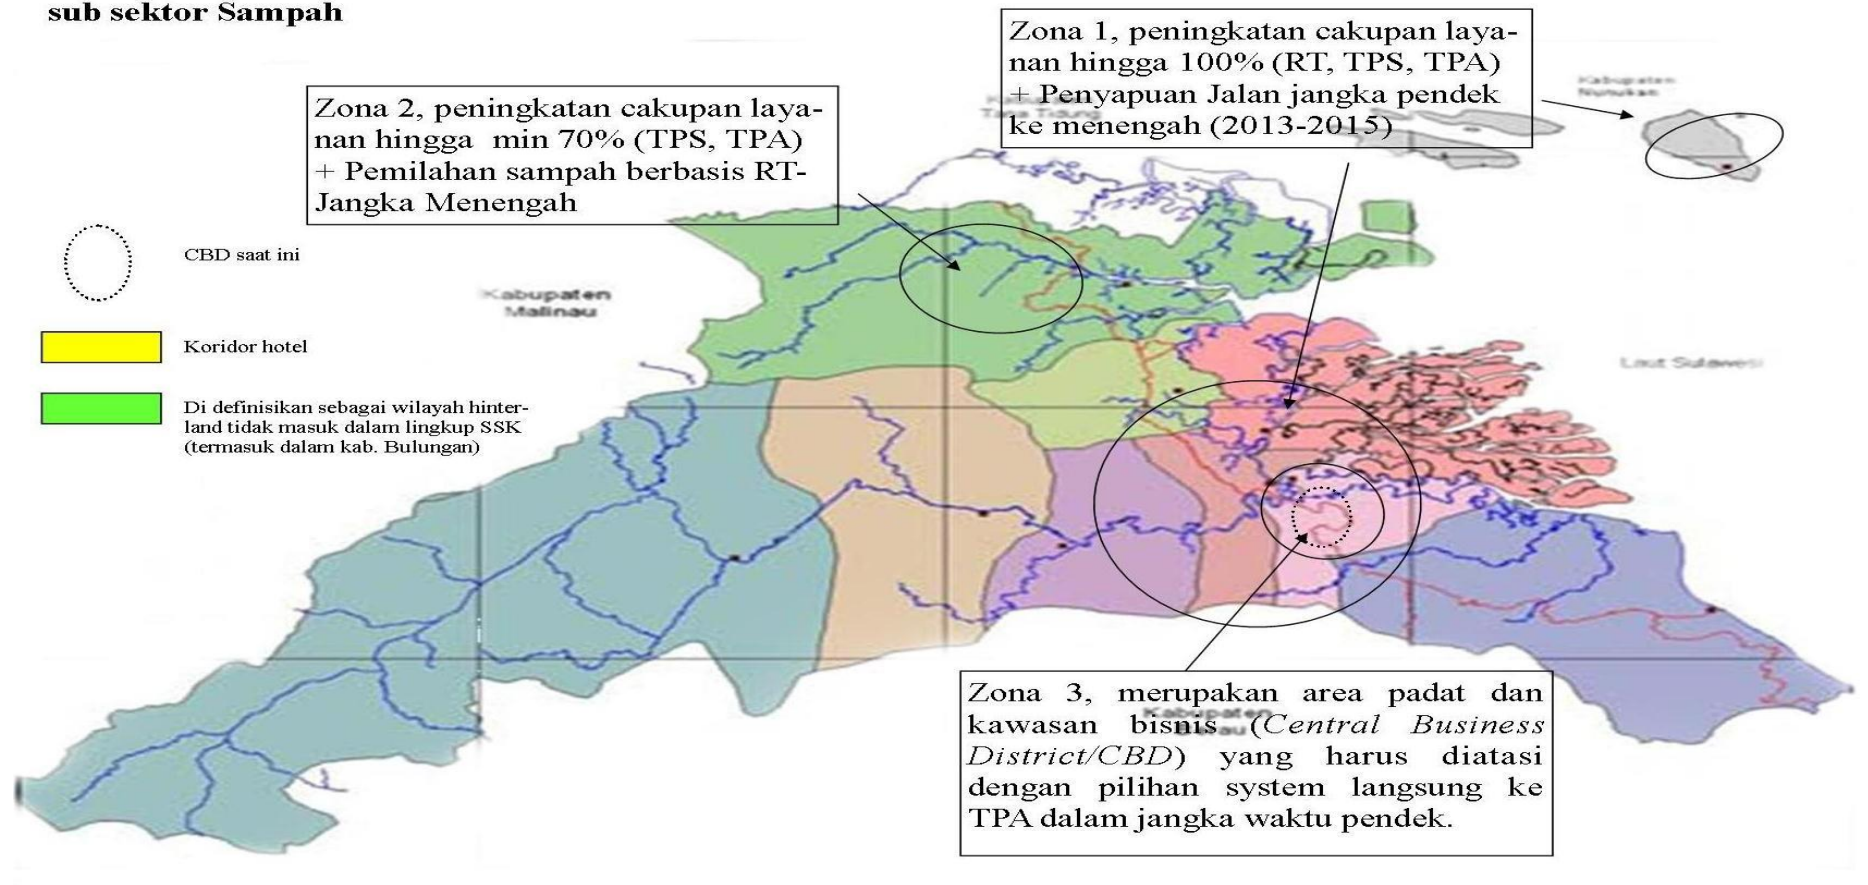 sub sektor Sampah
Zona 1, peningkatan cakupan laya-
nan hingga 100% (RT, TPS, TPA)
+ Penyapuan Jalan jangka pendek
ke menengah (2013-2015)
Kabupaten
Nunukan
Zona 2, peningkatan cakupan laya-
nan hingga min 70% (TPS, TPA)
+ Pemilahan sampah berbasis RT-
Jangka Menengah
CBD saat ini
Kabupaten
Malinau
Koridor hotel
Laut Sulawesi
Di definisikan sebagai wilayah hinter-
land tidak masuk dalam lingkup SSK
(termasuk dalam kab. Bulungan)
Zona 3, merupakan area padat dan
kawasan bisnis (Central Business
District/CBD) yang harus diatasi
dengan pilihan system langsung ke
TPA dalam jangka waktu pendek.
Kabupaten